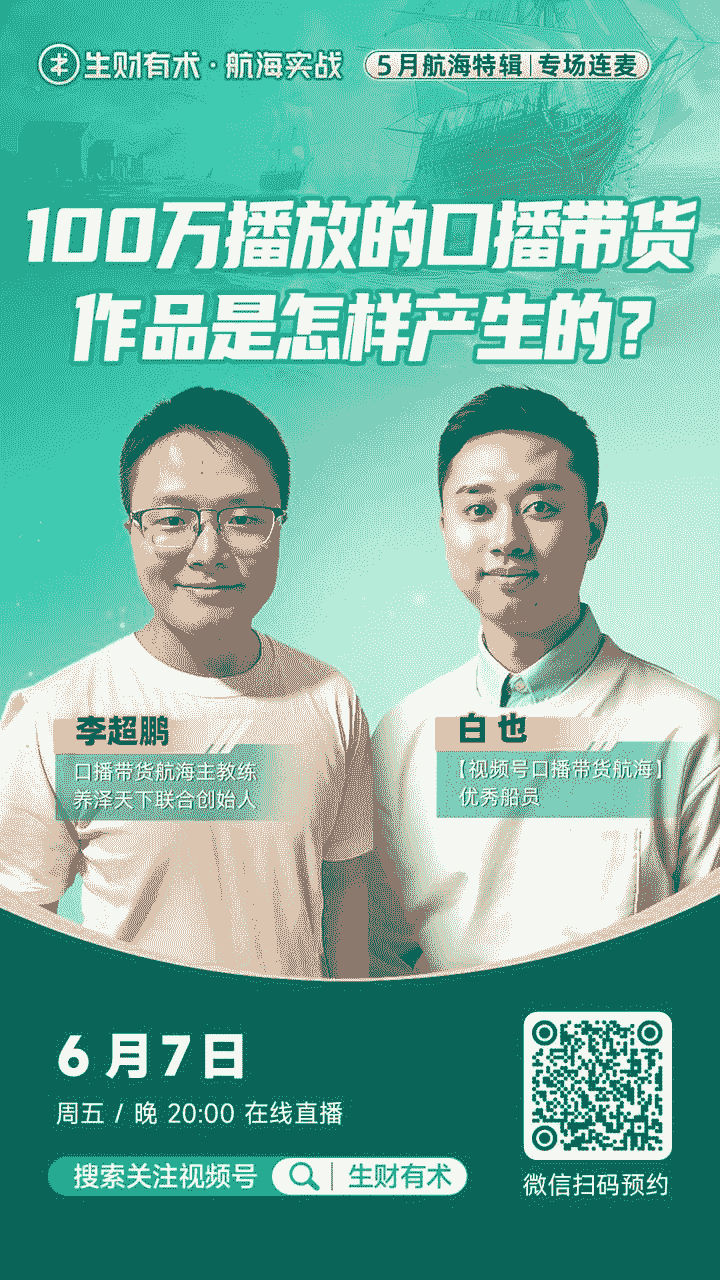 生财有术·航海实战
5月航海特辑|专场连麦
100万播放的口播带货
作品是怎样产生的?
李超鹏
口播带货航海主教练
养泽天下联合创始人
白也
【视频号口播带货航海】
优秀船员
6月7日
周五 / 晚 20:00 在线直播
搜索关注视频号 | 生财有术
微信扫码预约